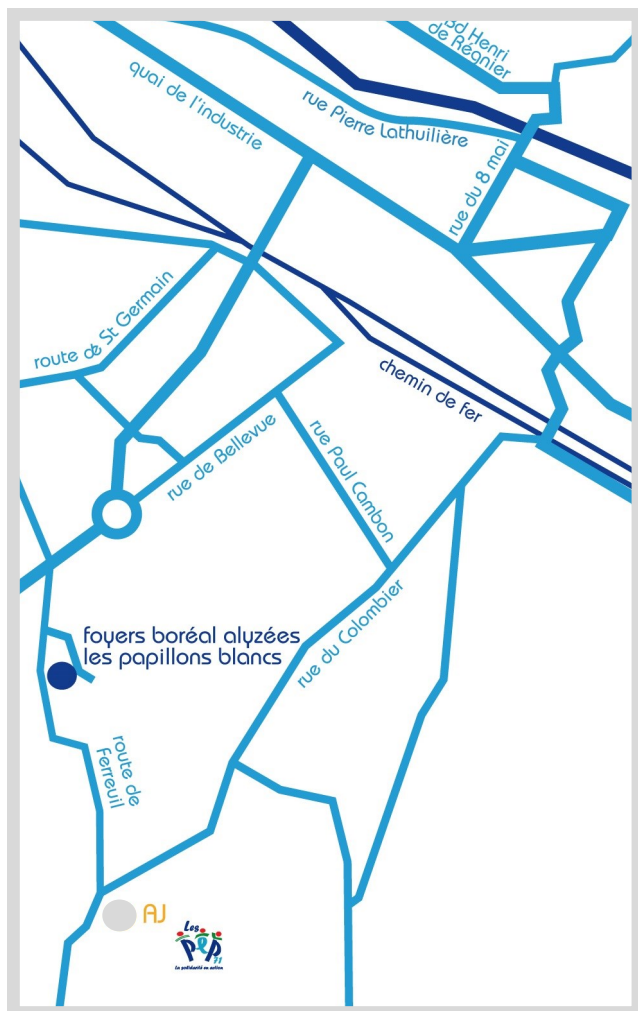 Bd Henri
de Régnier
quai de l'industrie
rue Pierre Lathuilière
rue du 8 mai
route de St Germain
chemin de fer
rue de Bellevue
rue Paul Cambon
rue du Colombier
foyers boréal alyzées
les papillons blancs
route de
Ferreuil
AJ
Les
PEP
71
La solidarité en action